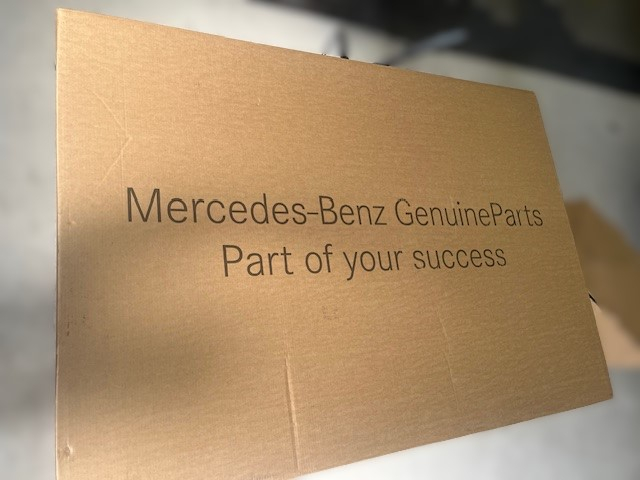 Mercedes-Benz GenuineParts
Part of your success